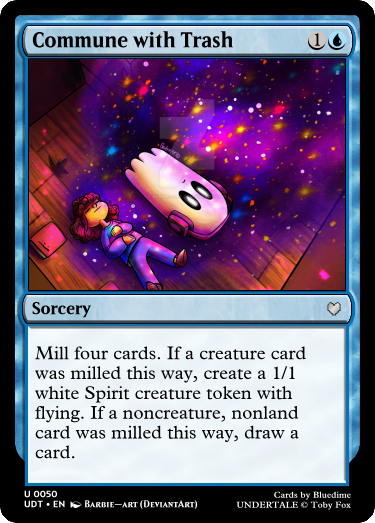 Commune with Trash 1
Sorcery
Mill four cards. If a creature card
was milled this way, create a 1/1
white Spirit creature token with
flying. If a noncreature, nonland
card was milled this way, draw a
card.
U 0050
UDT • EN Barbie—art (DeviantArt)
Cards by Bluedime
UNDERTALE © Toby Fox